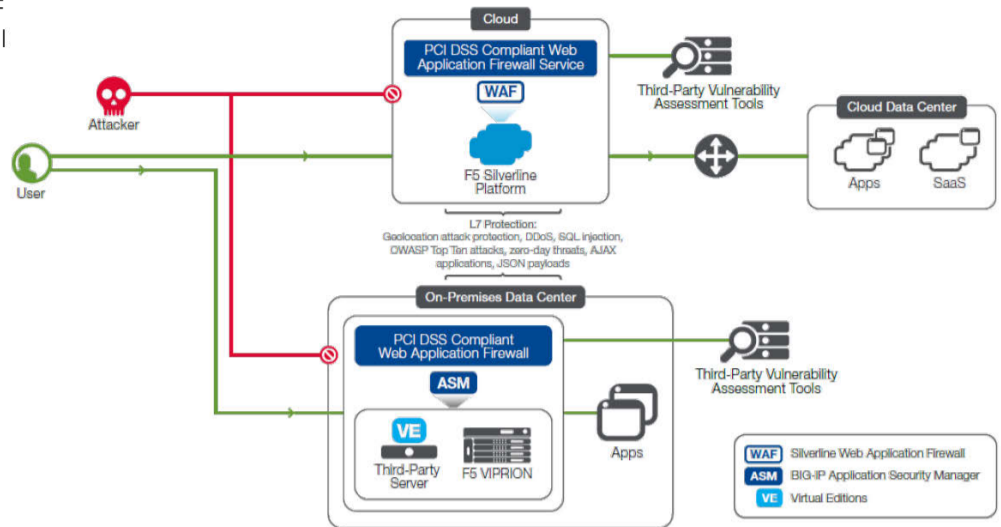 Cloud
PCI DSS Compliant Web
Application Firewall Service
WAF
F5 Silverline
Platform
Third-Party Vulnerability
Assessment Tools
Cloud Data Center
Apps
SaaS
Attacker
User
L7 Protection:
Geolocation attack protection, DDoS, SQL injection,
OWASP Top Ten attacks, zero-day threats, AJAX
applications, JSON payloads
On-Premises Data Center
PCI DSS Compliant
Web Application Firewall
ASM
VE
Third-Party
Server
F5 VIPRION
Apps
Third-Party Vulnerability
Assessment Tools
WAF Silverline Web Application Firewall
ASM BIG-IP Application Security Manager
VE Virtual Editions